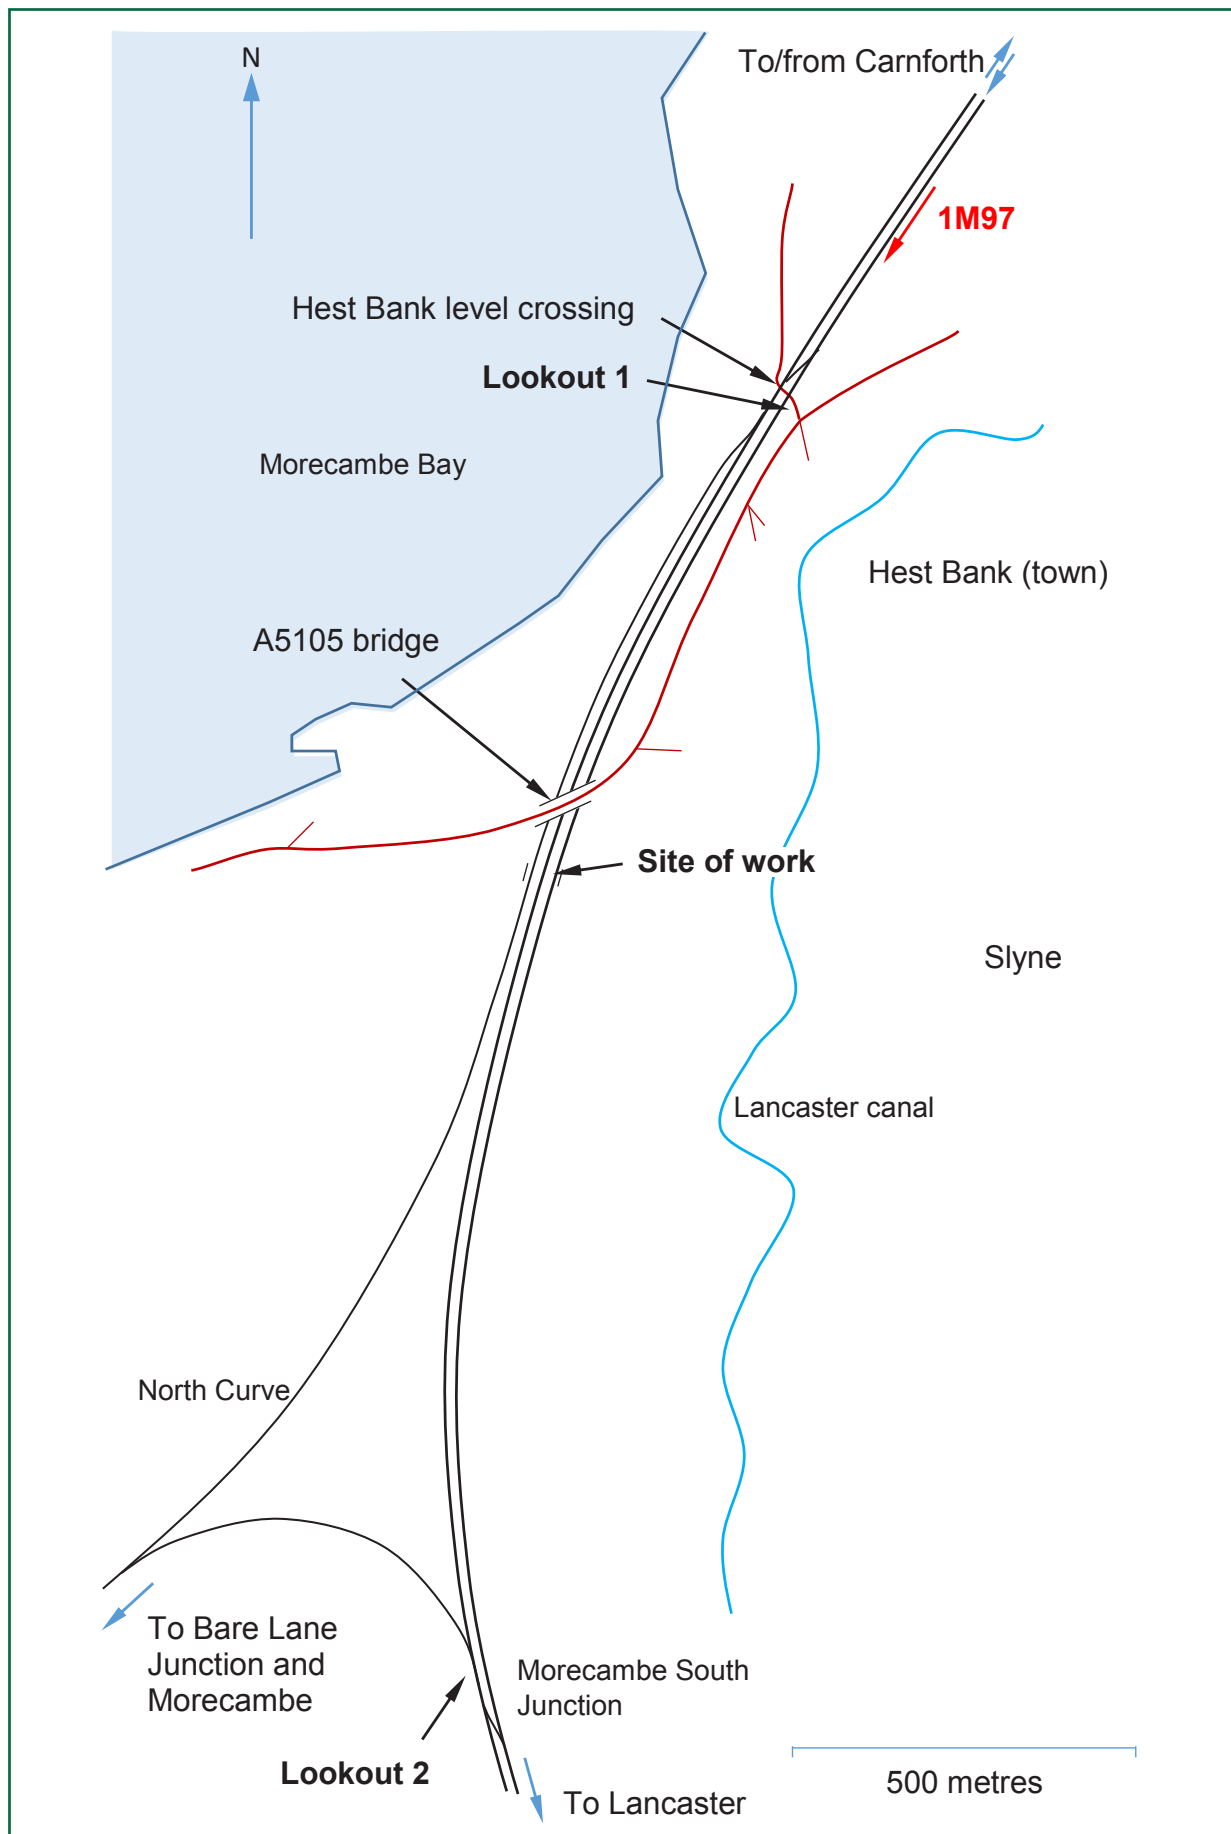 N
To/from Carnforth
1M97
Hest Bank level crossing
Lookout 1
Morecambe Bay
Hest Bank (town)
A5105 bridge
Site of work
Slyne
Lancaster canal
North Curve
To Bare Lane
Junction and
Morecambe
Morecambe South
Junction
Lookout 2
500 metres
To Lancaster